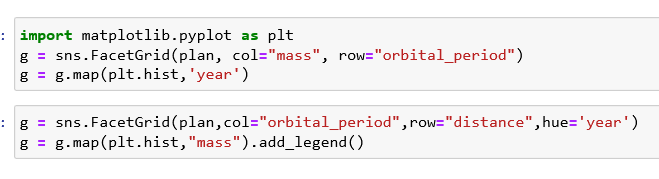 : import matplotlib.pyplot as plt
g = sns.FacetGrid(plan, col="mass", row="orbital_period")
g = g.map(plt.hist,'year')
: g = sns.FacetGrid(plan,col="orbital_period",row="distance",hue='year')
g = g.map(plt.hist,"mass").add_legend()